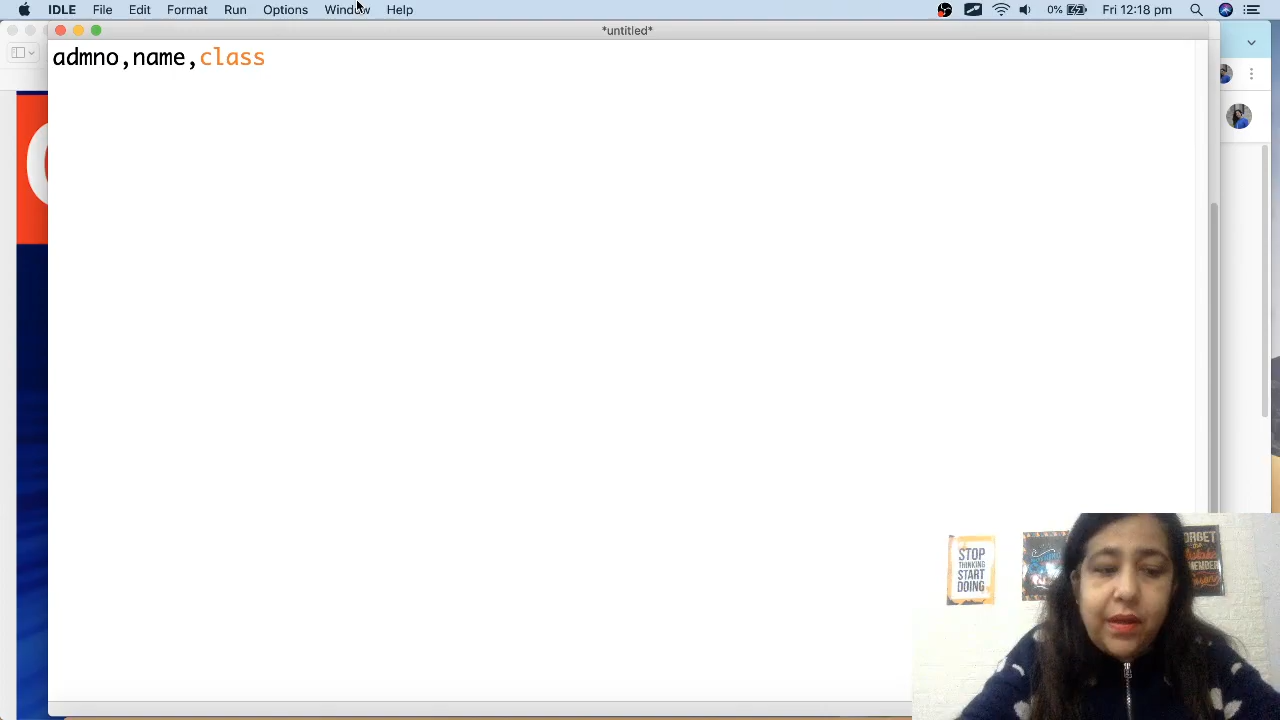 IDLE File Edit Format Run Options Window Help 0% Fri 12:18 pm
*untitled*
admno,name,class
STOP
THINKING
START
DOING